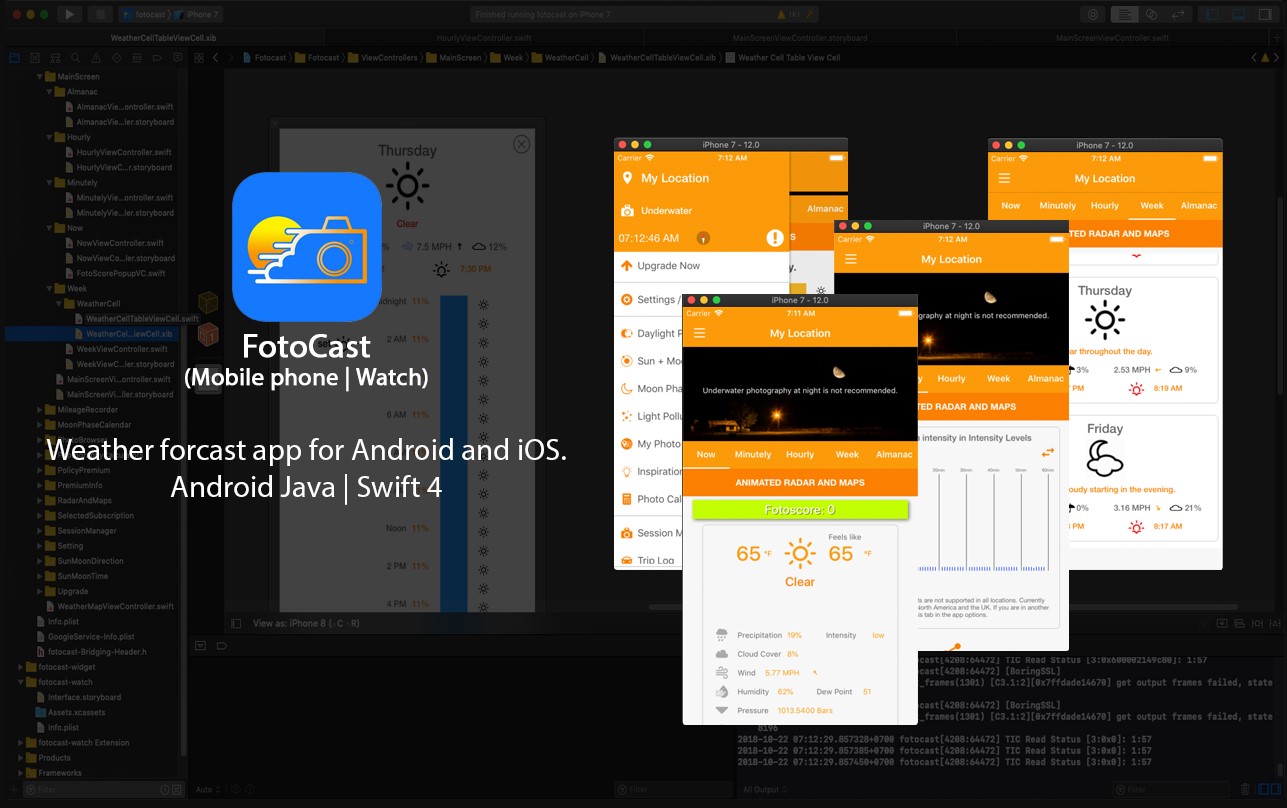 fotocast
iPhone 7
Finished running fotocast on iPhone 7
WeatherCellTableViewCell.xib
HourlyViewController.swift
MainScreenViewController.storyboard
MainScreenViewController.swift
Fotocast
Fotocast
ViewControllers
MainScreen
Week
WeatherCell
WeatherCellTableViewCell.xib
Weather Cell Table View Cell
MainScreen
Almanac
AlmanacVie...ontroller.swift
AlmanacVie...ler.storyboard
Hourly
HourlyViewController.swift
HourlyViewC...r.storyboard
Minutely
MinutelyVie...ontroller.swift
MinutelyVie...ler.storyboard
Now
NowViewController.swift
NowViewCo...ler.storyboard
FotoScorePopupVC.swift
Week
WeatherCell
WeatherCellTableViewCell.swift
WeatherCel...iewCell.xib
WeekViewController.swift
WeekViewC...ler.storyboard
MainScreenVi...ontroller.swift
MainScreenVi...ler.storyboard
MileageRecorder
MoonPhaseCalendar
PolicyPremium
PremiumInfo
RadarAndMaps
SelectedSubscription
SessionManager
Setting
SunMoonDirection
SunMoonTime
Upgrade
WeatherMapViewController.swift
Info.plist
GoogleService-Info.plist
fotocast-Bridging-Header.h
fotocast-widget
fotocast-watch
Interface.storyboard
Assets.xcassets
Info.plist
fotocast-watch Extension
Products
Frameworks
Filter
Thursday
Clear
7.5 MPH
12%
7:30 PM
11%
2 AM 11%
6 AM 11%
Noon 11%
2 PM 11%
4 PM 11%
View as: iPhone 8
Auto
Filter
All Output
Filter
FotoCast
(Mobile phone | Watch)
Weather forcast app for Android and iOS.
Android Java | Swift 4
iPhone 7 - 12.0
Carrier
7:12 AM
My Location
Underwater
Almanac
07:12:46 AM
Upgrade Now
Settings /
Daylight P
Sun + Mo
Moon Pha
Light Pollu
My Photo
Inspiration
Photo Cal
Session M
Trip Log
iPhone 7 - 12.0
Carrier
7:12 AM
My Location
graphy at night is not recommended.
Hourly
Week
Almanac
ED RADAR AND MAPS
intensity in Intensity Levels
ts are not supported in all locations. Currently
North America and the UK. If you are in another
is tab in the app options.
iPhone 7 - 12.0
Carrier
7:12 AM
My Location
Now
Minutely
Hourly
Week
Almanac
TED RADAR AND MAPS
Thursday
ar throughout the day.
3%
2.53 MPH
9%
PM
8:19 AM
Friday
oudy starting in the evening.
0%
3.16 MPH
21%
PM
8:17 AM
iPhone 7 - 12.0
Carrier
7:11 AM
My Location
Underwater photography at night is not recommended.
Now
Minutely
Hourly
Week
Almanac
ANIMATED RADAR AND MAPS
Fotoscore: 0
65 °F
Feels like
65 °F
Clear
Precipitation 19% Intensity low
Cloud Cover 8%
Wind 5.77 MPH
Humidity 62% Dew Point 51
Pressure 1013.5400 Bars
tocast[4208:64472] TIC Read Status [3:0x600002149c80]: 1:57
tocast[4208:64472] [BoringSSL]
_frames(1301) [C3.1:2][0x7ffdade14670] get output frames failed, state
tocast[4208:64472] [BoringSSL]
_frames(1301) [C3.1:2][0x7ffdade14670] get output frames failed, state
8196
2018-10-22 07:12:29.857328+0700 fotocast[4208:64472] TIC Read Status [3:0x0]: 1:57
2018-10-22 07:12:29.857385+0700 fotocast[4208:64472] TIC Read Status [3:0x0]: 1:57
2018-10-22 07:12:29.857450+0700 fotocast[4208:64472] TIC Read Status [3:0x0]: 1:57